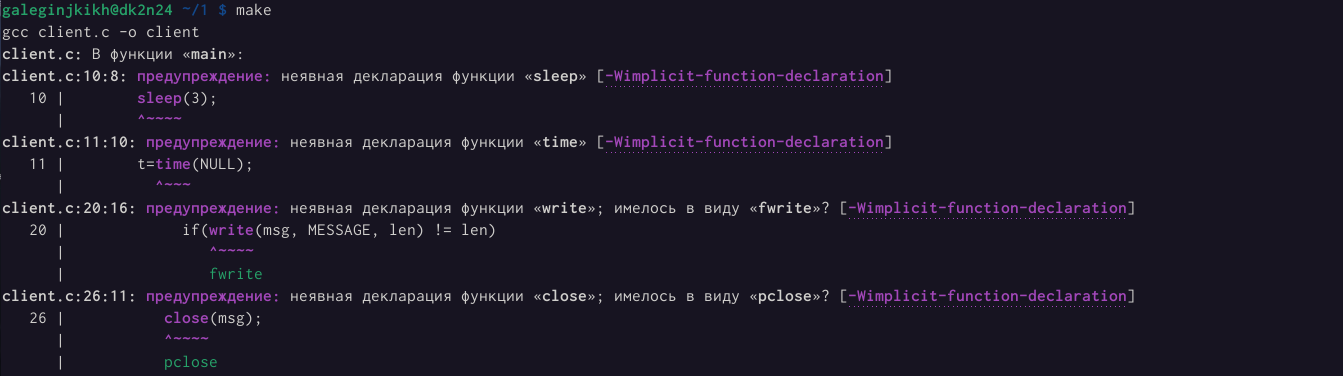 galeginjkikh@dk2n24 ~/1 $ make
gcc client.c -o client
client.c: В функции «main»:
client.c:10:8: предупреждение: неявная декларация функции «sleep» [-Wimplicit-function-declaration]
   10 |        sleep(3);
      |        ^~~~~
client.c:11:10: предупреждение: неявная декларация функции «time» [-Wimplicit-function-declaration]
   11 |        t=time(NULL);
      |          ^~~~
client.c:20:16: предупреждение: неявная декларация функции «write»; имелось в виду «fwrite»? [-Wimplicit-function-declaration]
   20 |             if(write(msg, MESSAGE, len) != len)
      |                ^~~~~
      |                fwrite
client.c:26:11: предупреждение: неявная декларация функции «close»; имелось в виду «pclose»? [-Wimplicit-function-declaration]
   26 |           close(msg);
      |           ^~~~~
      |           pclose